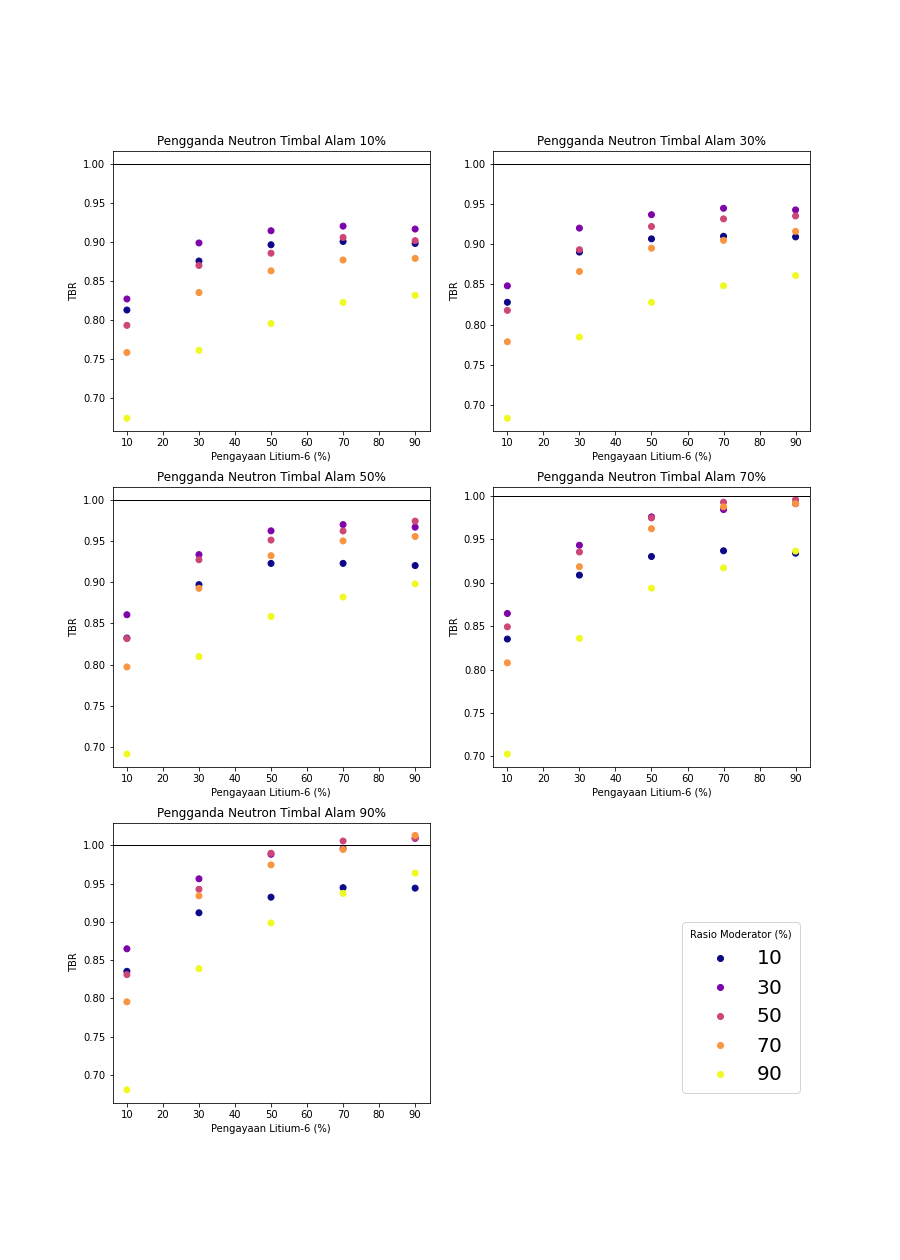 Pengganda Neutron Timbal Alam 10%
1.00
0.95
0.90
0.85
0.80
0.75
0.70
TBR
10 20 30 40 50 60 70 80 90
Pengayaan Litium-6 (%)
Pengganda Neutron Timbal Alam 30%
1.00
0.95
0.90
0.85
0.80
0.75
0.70
TBR
10 20 30 40 50 60 70 80 90
Pengayaan Litium-6 (%)
Pengganda Neutron Timbal Alam 50%
1.00
0.95
0.90
0.85
0.80
0.75
0.70
TBR
10 20 30 40 50 60 70 80 90
Pengayaan Litium-6 (%)
Pengganda Neutron Timbal Alam 70%
1.00
0.95
0.90
0.85
0.80
0.75
0.70
TBR
10 20 30 40 50 60 70 80 90
Pengayaan Litium-6 (%)
Pengganda Neutron Timbal Alam 90%
1.00
0.95
0.90
0.85
0.80
0.75
0.70
TBR
10 20 30 40 50 60 70 80 90
Pengayaan Litium-6 (%)
Rasio Moderator (%)
10
30
50
70
90